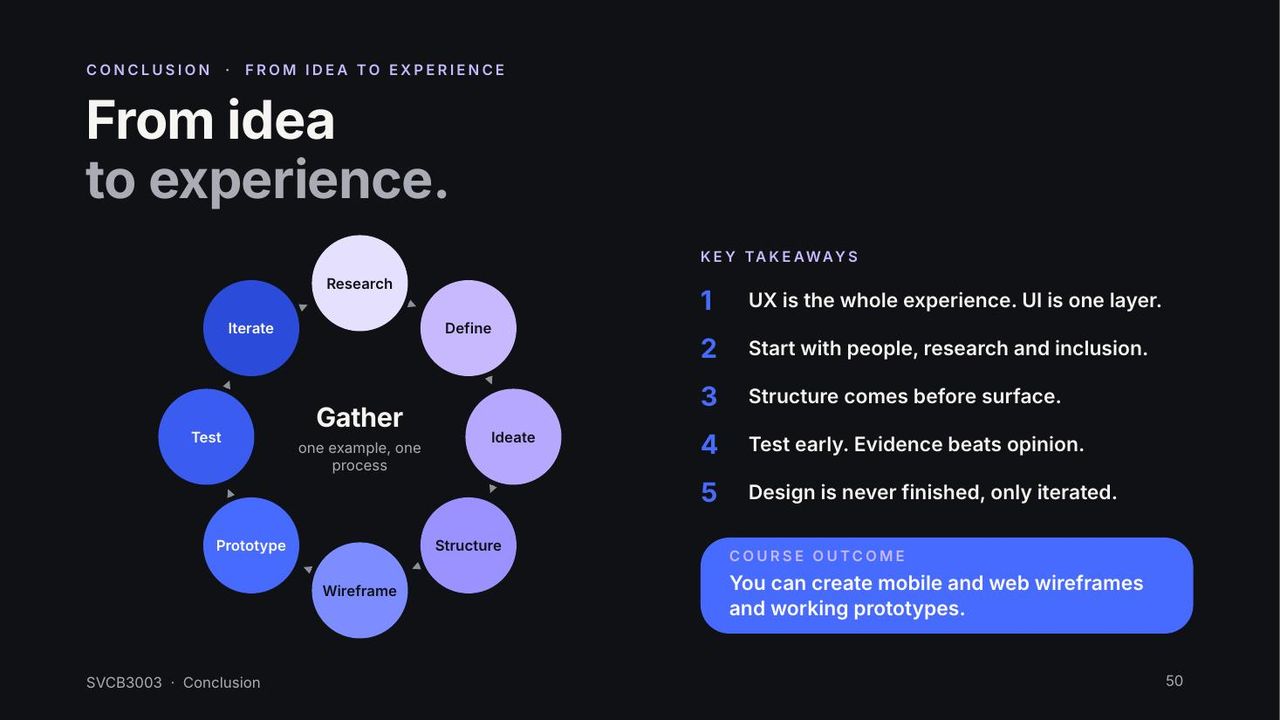 CONCLUSION · FROM IDEA TO EXPERIENCE
From idea
to experience.
Research
Define
Ideate
Structure
Wireframe
Prototype
Test
Iterate
Gather
one example, one
process
KEY TAKEAWAYS
1 UX is the whole experience. UI is one layer.
2 Start with people, research and inclusion.
3 Structure comes before surface.
4 Test early. Evidence beats opinion.
5 Design is never finished, only iterated.
COURSE OUTCOME
You can create mobile and web wireframes
and working prototypes.
SVCB3003 · Conclusion
50